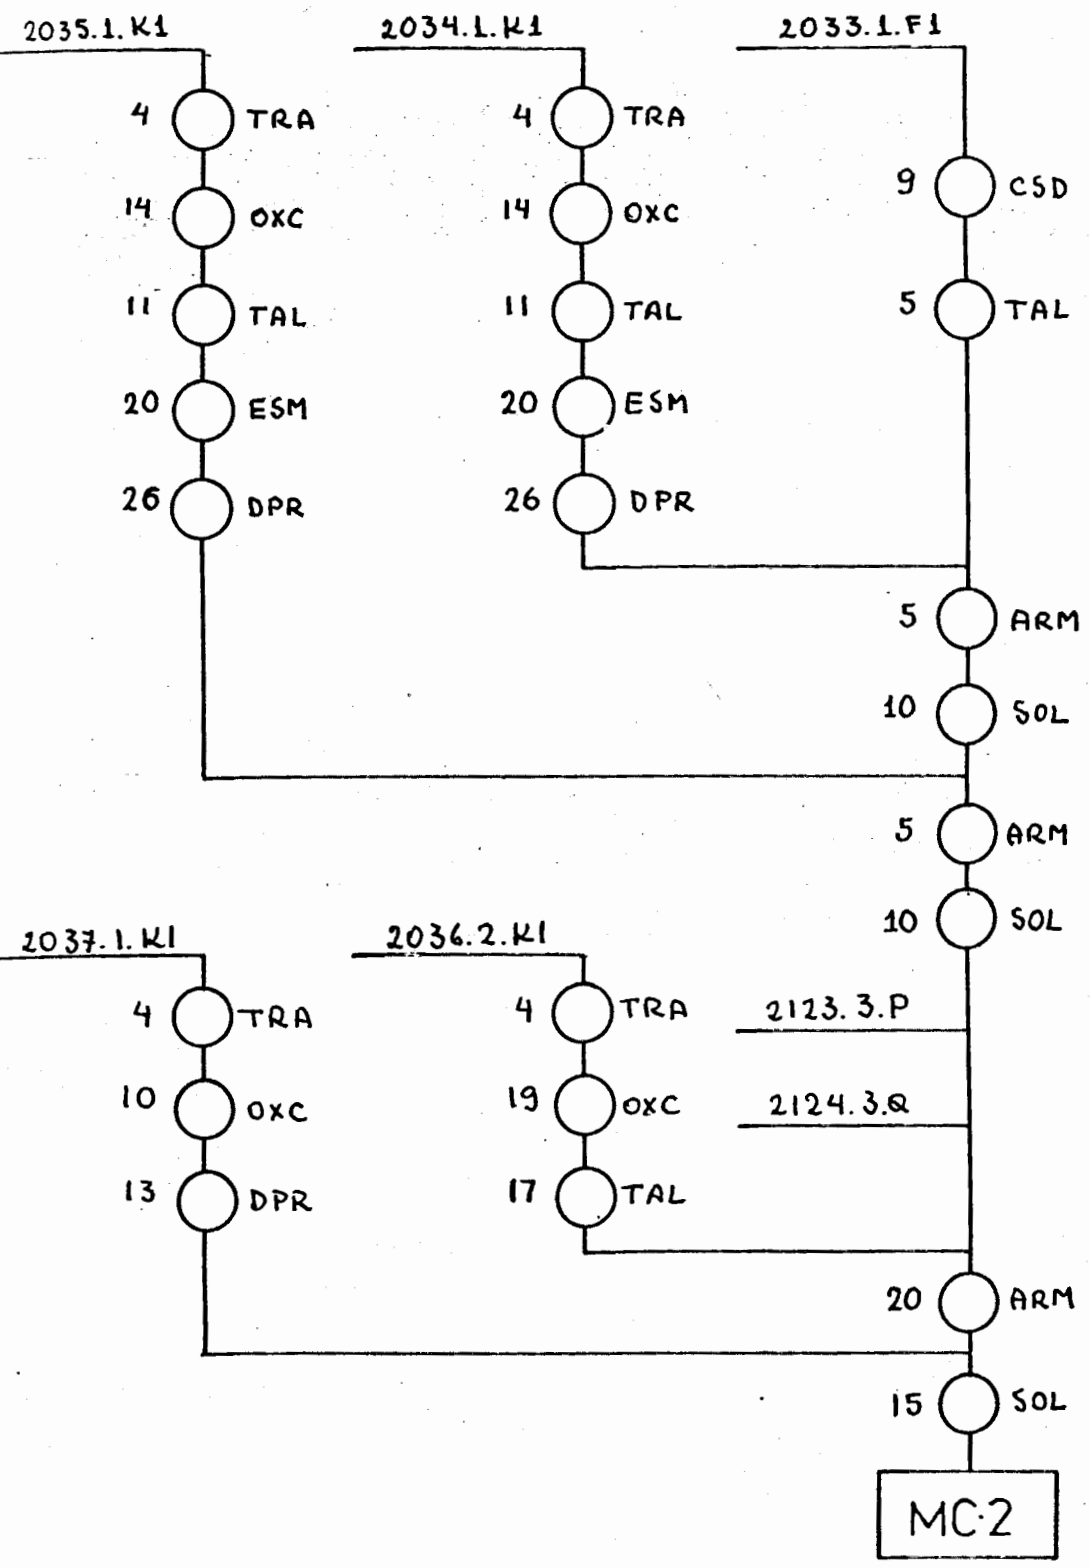 2035.1.K1
4 TRA
14 OXC
11 TAL
20 ESM
26 DPR
2034.1.K1
4 TRA
14 OXC
11 TAL
20 ESM
26 DPR
2033.1.F1
9 CSD
5 TAL
5 ARM
10 SOL
5 ARM
10 SOL
2037.1.K1
4 TRA
10 OXC
13 DPR
2036.2.K1
4 TRA
19 OXC
17 TAL
2123.3.P
2124.3.Q
20 ARM
15 SOL
MC·2